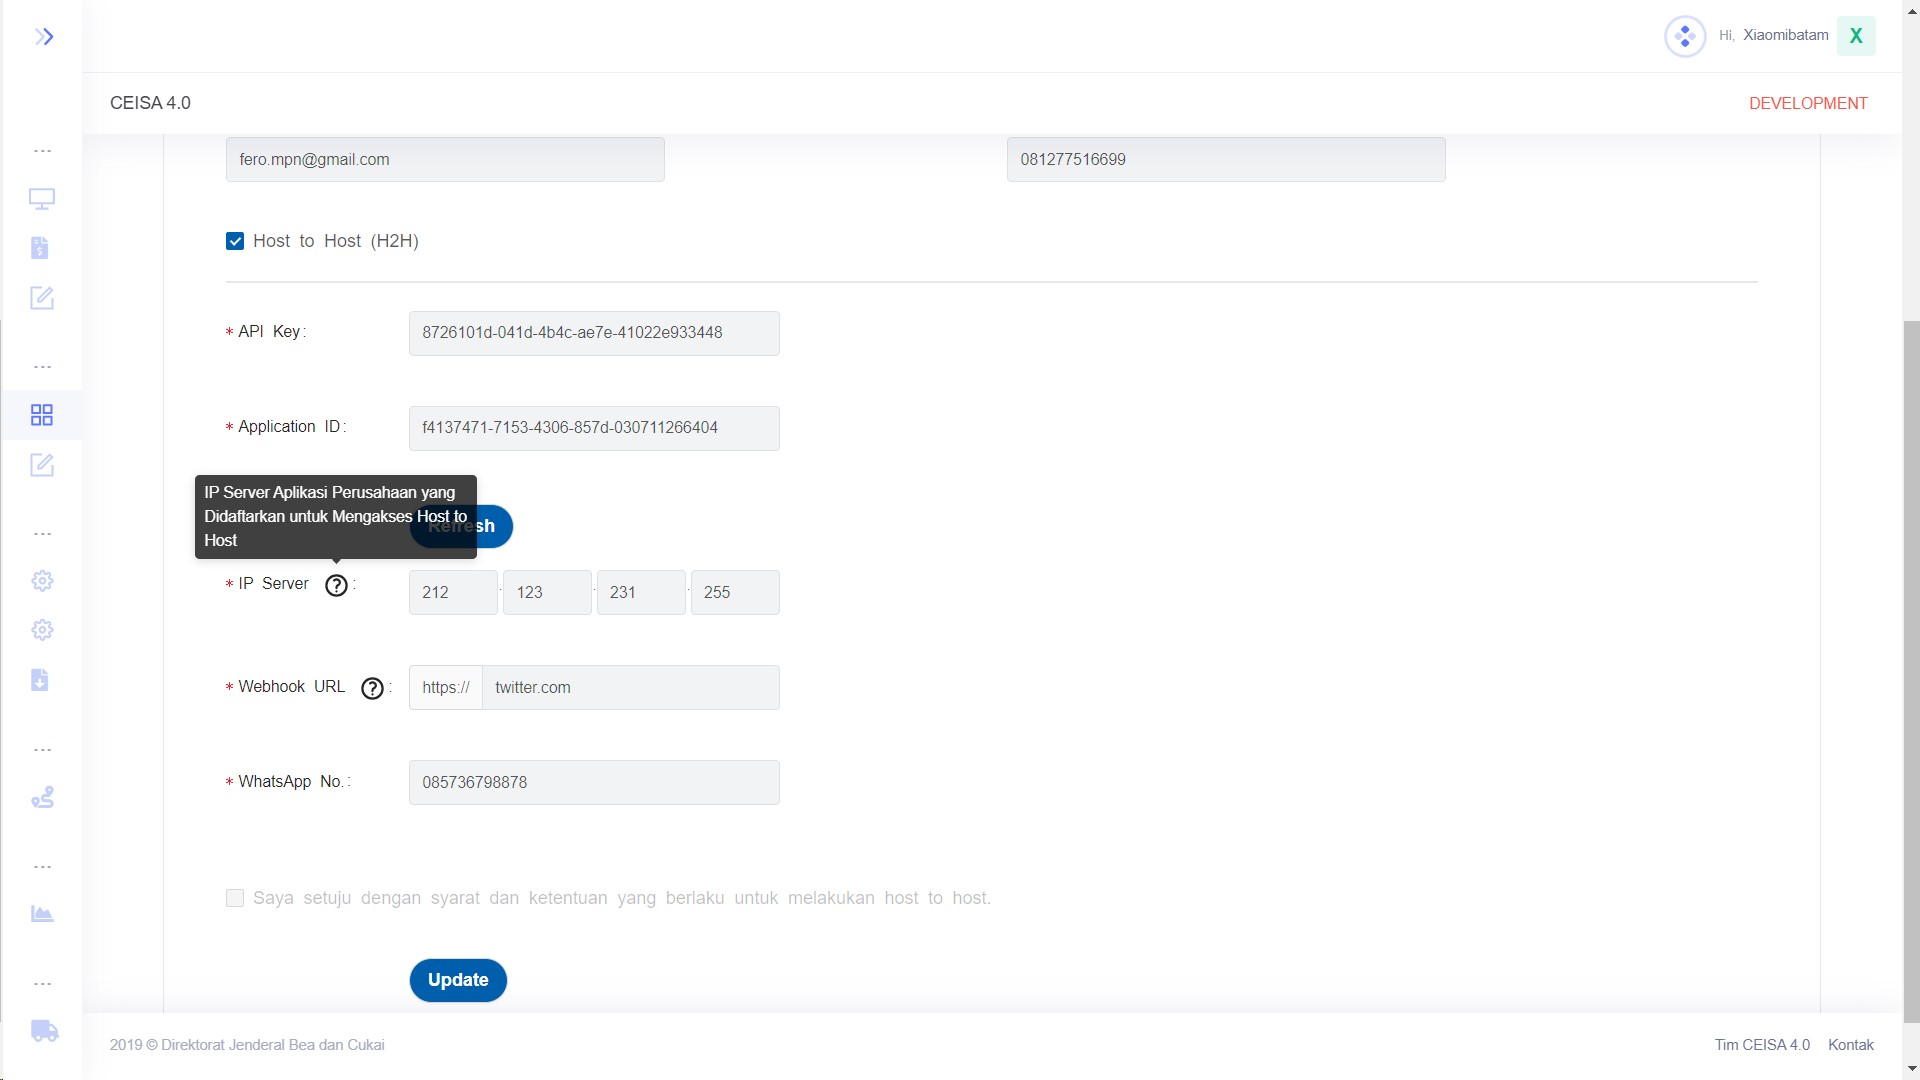 Hi, Xiaomibatam X
CEISA 4.0
DEVELOPMENT
fero.mpn@gmail.com
081277516699
Host to Host (H2H)
* API Key:
8726101d-041d-4b4c-ae7e-41022e933448
* Application ID:
f4137471-7153-4306-857d-030711266404
IP Server Aplikasi Perusahaan yang
Didaftarkan untuk Mengakses Host to
Host
Refresh
* IP Server ? :
212 . 123 . 231 . 255
* Webhook URL ? :
https:// twitter.com
* WhatsApp No.:
085736798878
Saya setuju dengan syarat dan ketentuan yang berlaku untuk melakukan host to host.
Update
2019 © Direktorat Jenderal Bea dan Cukai
Tim CEISA 4.0 Kontak